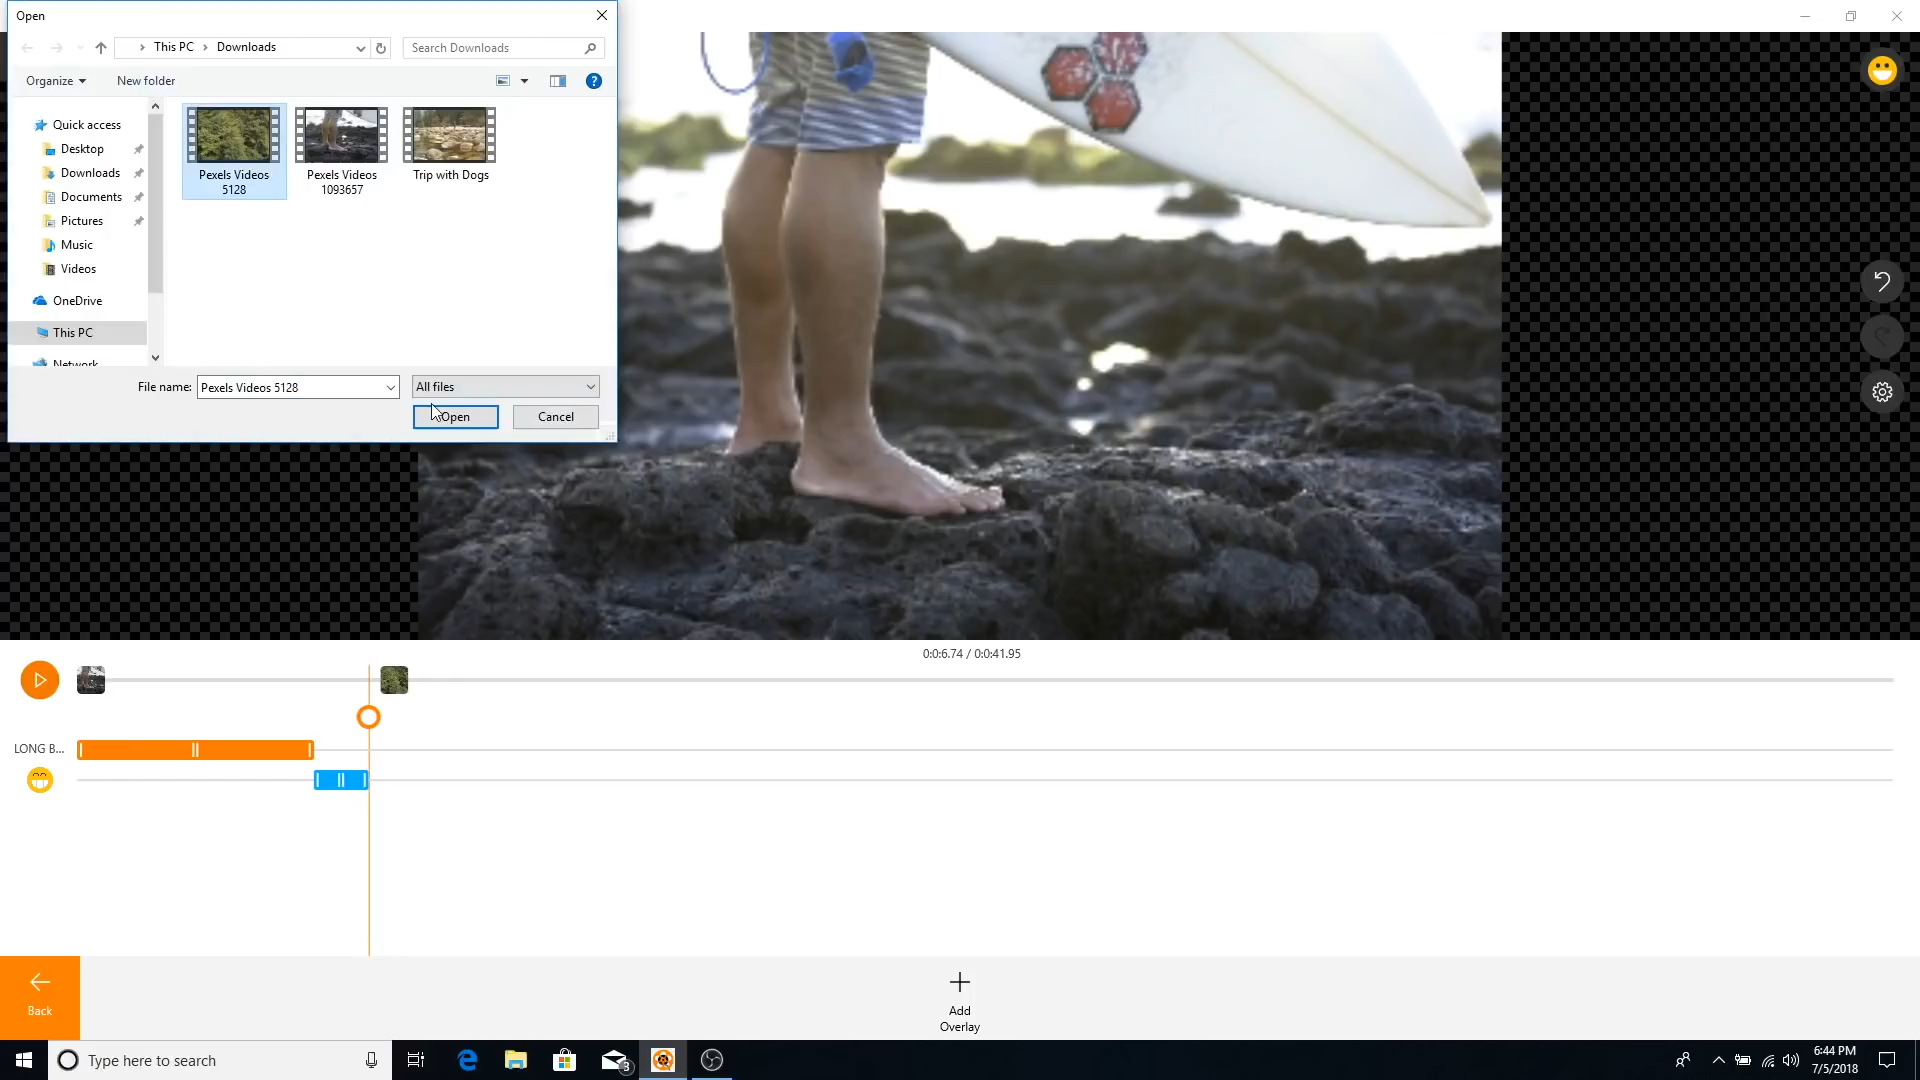 Open
This PC
Downloads
Search Downloads
Organize
New folder
Quick access
Desktop
Downloads
Documents
Pictures
Music
Videos
OneDrive
This PC
Network
Pexels Videos
5128
Pexels Videos
1093657
Trip with Dogs
File name:
Pexels Videos 5128
All files
Open
Cancel
0:0:6.74 / 0:0:41.95
LONG B...
Back
Add
Overlay
Type here to search
3
6:44 PM
7/5/2018